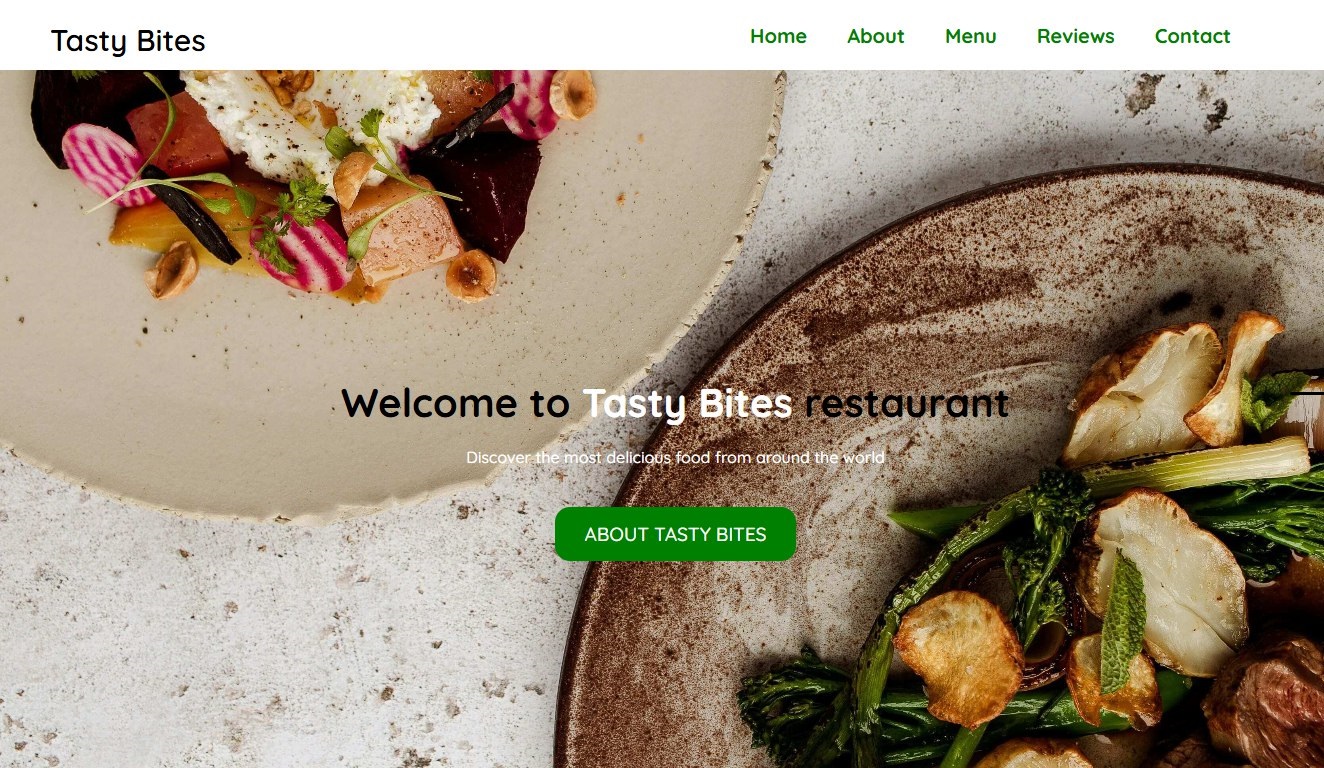 Tasty Bites
Home About Menu Reviews Contact
Welcome to Tasty Bites restaurant
Discover the most delicious food from around the world
ABOUT TASTY BITES